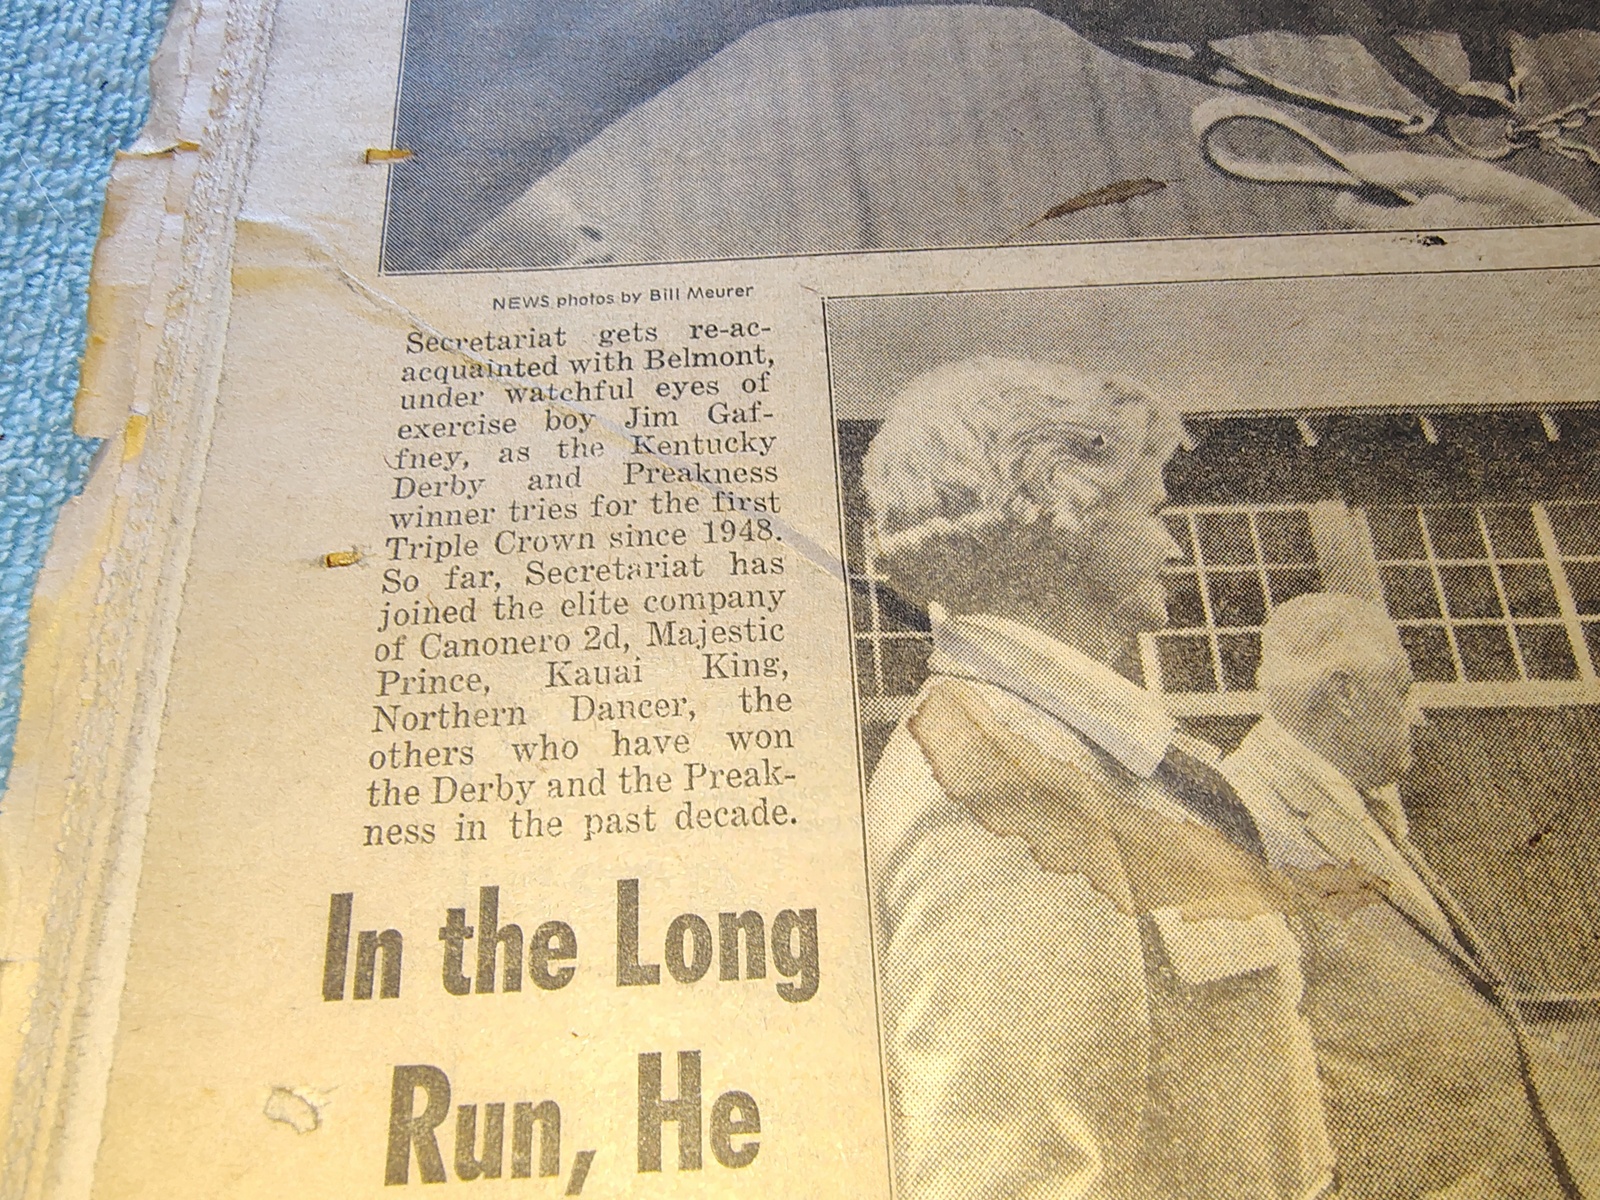 NEWS photos by Bill Meurer
Secretariat gets re-ac-
acquainted with Belmont,
under watchful eyes of
exercise boy Jim Gaf-
fney, as the Kentucky
Derby and Preakness
winner tries for the first
Triple Crown since 1948.
So far, Secretariat has
joined the elite company
of Canonero 2d, Majestic
Prince, Kauai King,
Northern Dancer, the
others who have won
the Derby and the Preak-
ness in the past decade.
In the Long
Run, He